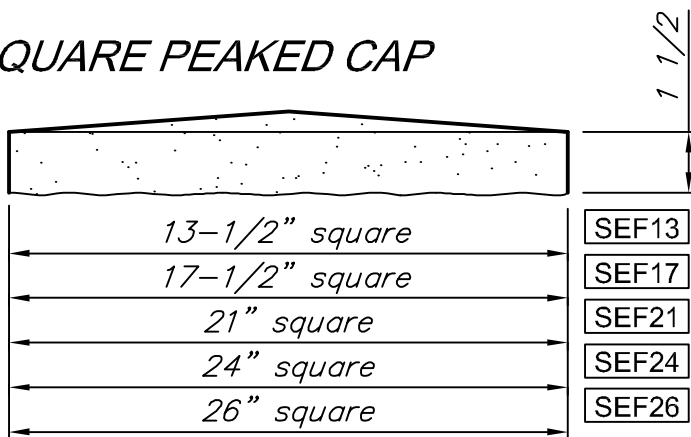 QUARE PEAKED CAP
1 1/2
13-1/2" square SEF13
17-1/2" square SEF17
21" square SEF21
24" square SEF24
26" square SEF26